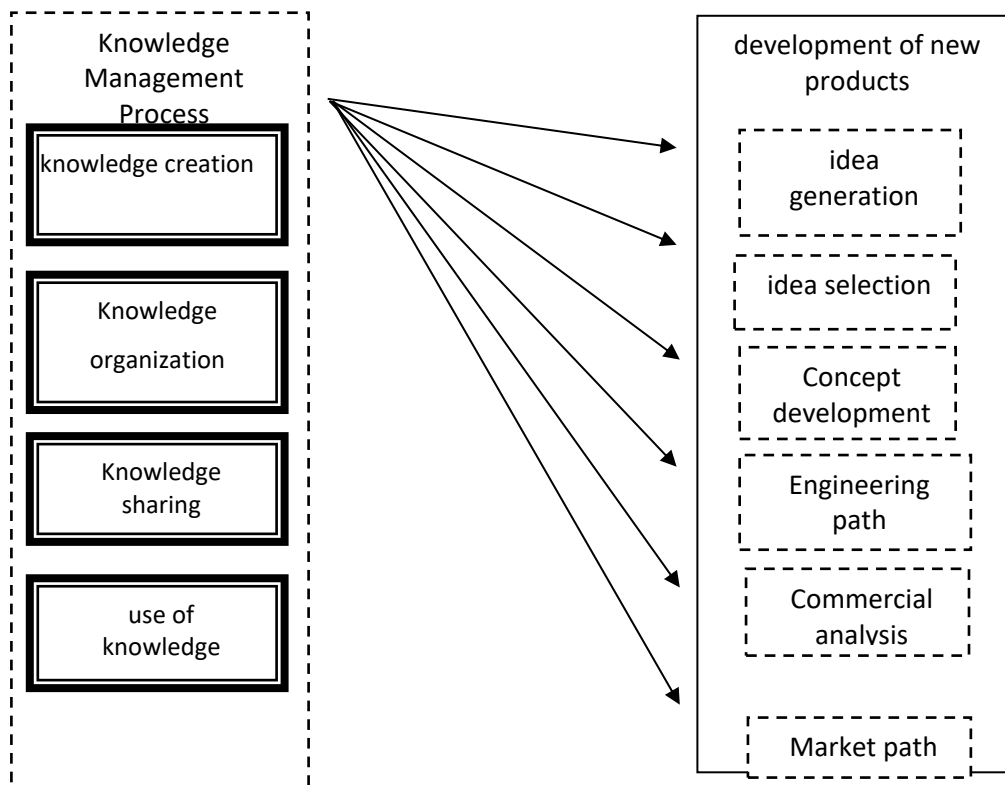 Knowledge
Management
Process
knowledge creation
Knowledge
organization
Knowledge
sharing
use of
knowledge
development of new
products
idea
generation
idea selection
Concept
development
Engineering
path
Commercial
analysis
Market path